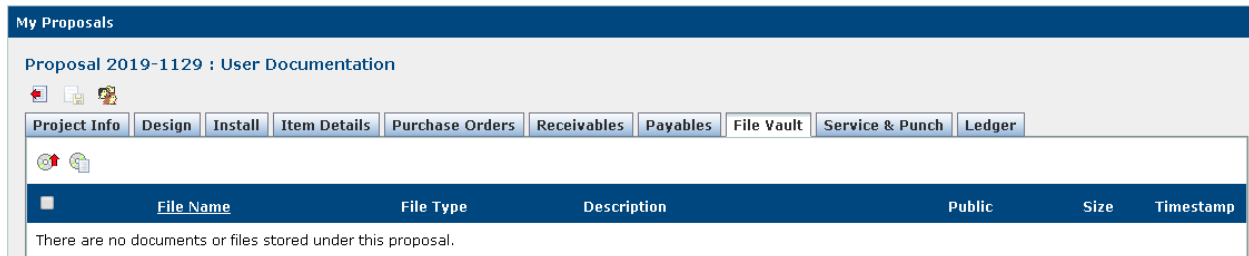 My Proposals
Proposal 2019-1129 : User Documentation
Project Info Design Install Item Details Purchase Orders Receivables Payables File Vault Service & Punch Ledger
File Name File Type Description Public Size Timestamp
There are no documents or files stored under this proposal.